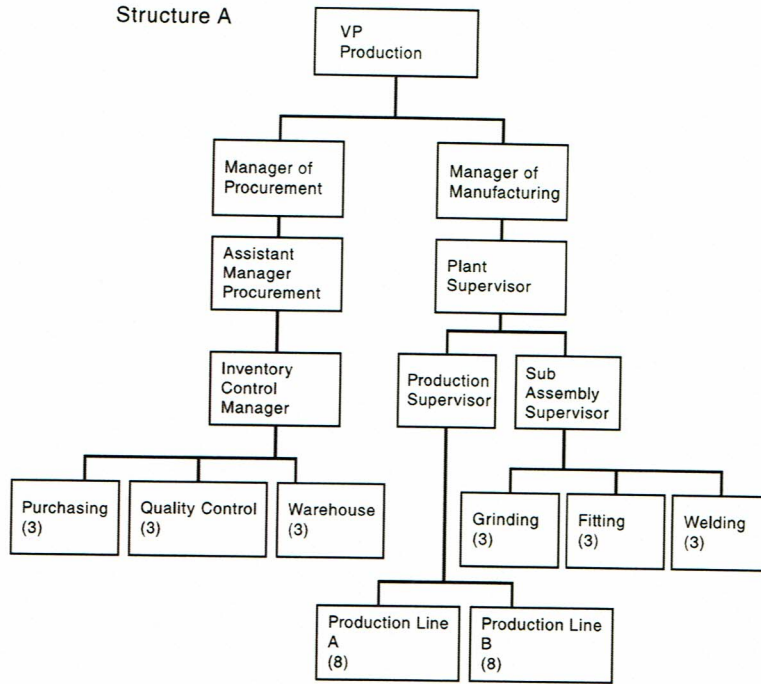 Structure A
VP
Production
Manager of
Procurement
Manager of
Manufacturing
Assistant
Manager
Procurement
Plant
Supervisor
Inventory
Control
Manager
Production
Supervisor
Sub
Assembly
Supervisor
Purchasing
(3)
Quality Control
(3)
Warehouse
(3)
Grinding
(3)
Fitting
(3)
Welding
(3)
Production Line
A
(8)
Production Line
B
(8)